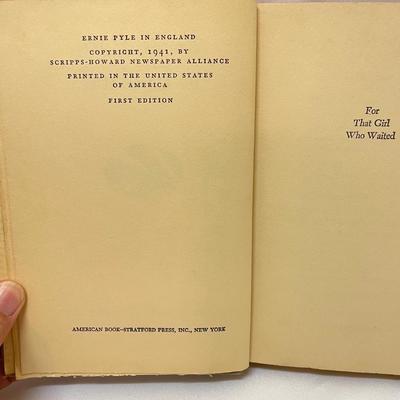 ERNIE PYLE IN ENGLAND
COPYRIGHT, 1941, BY
SCRIPPS-HOWARD NEWSPAPER ALLIANCE
PRINTED IN THE UNITED STATES
OF AMERICA
FIRST EDITION
AMERICAN BOOK–STRATFORD PRESS, INC., NEW YORK
For
That Girl
Who Waited